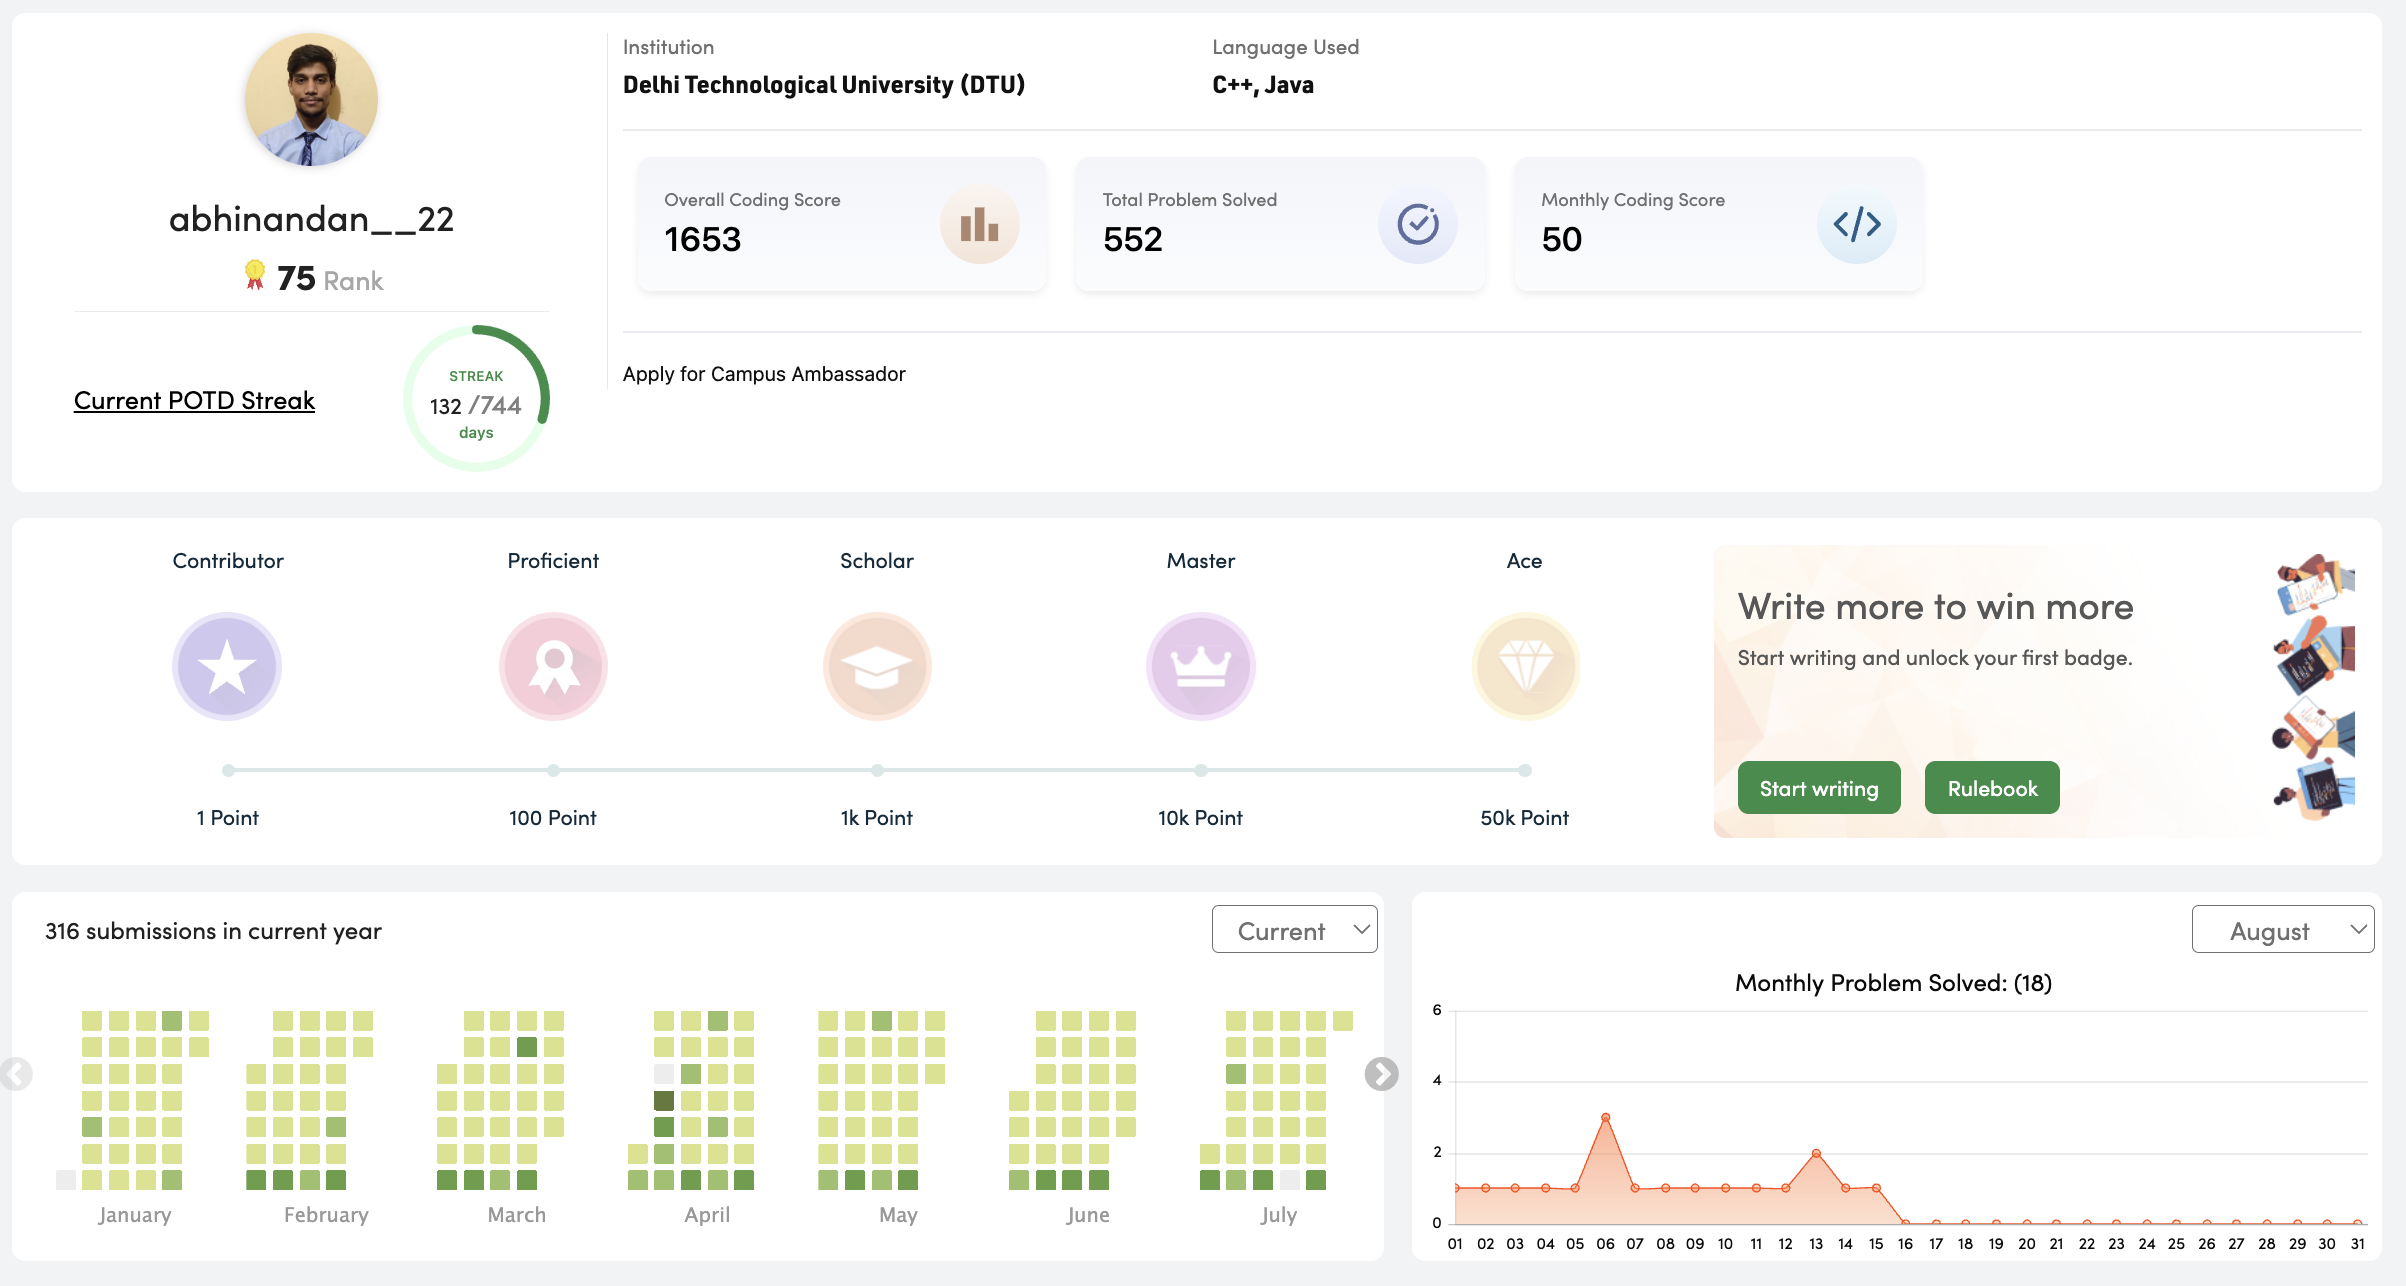 abhinandan__22
75 Rank
Current POTD Streak
STREAK
132 /744
days
Institution
Delhi Technological University (DTU)
Language Used
C++, Java
Overall Coding Score
1653
Total Problem Solved
552
Monthly Coding Score
50
Apply for Campus Ambassador
Contributor
Proficient
Scholar
Master
Ace
1 Point
100 Point
1k Point
10k Point
50k Point
Write more to win more
Start writing and unlock your first badge.
Start writing
Rulebook
316 submissions in current year
Current
January
February
March
April
May
June
July
August
Monthly Problem Solved: (18)
6
4
2
0
01 02 03 04 05 06 07 08 09 10 11 12 13 14 15 16 17 18 19 20 21 22 23 24 25 26 27 28 29 30 31